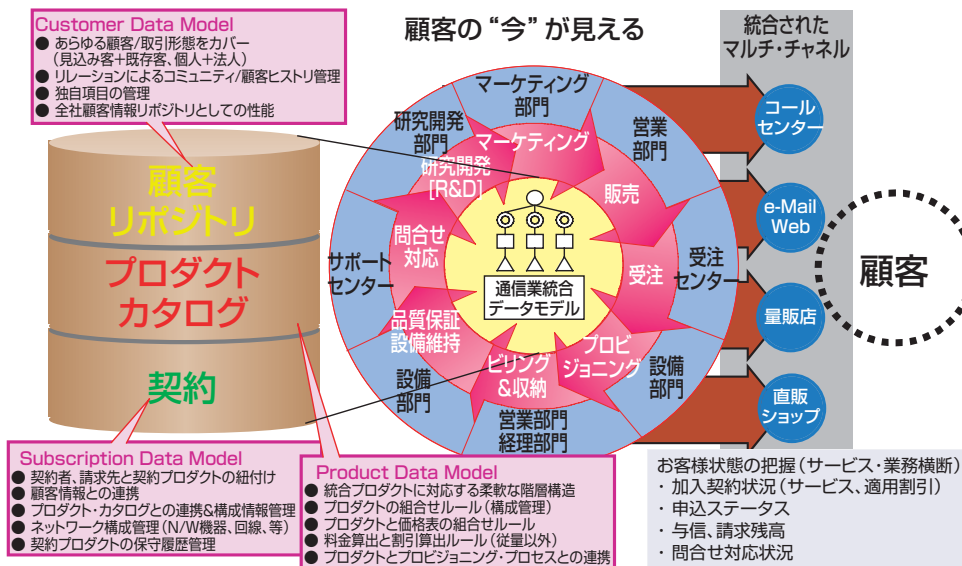 Customer Data Model
● あらゆる顧客/取引形態をカバー
（見込み客＋既存客、個人＋法人）
● リレーションによるコミュニティ/顧客ヒストリ管理
● 独自項目の管理
● 全社顧客情報リポジトリとしての性能
顧客の“今”が見える
統合された
マルチ・チャネル
顧客
リポジトリ
プロダクト
カタログ
契約
マーケティング
部門
営業
部門
受注
センター
設備
部門
営業部門
経理部門
設備
部門
サポート
センター
研究開発
部門
マーケティング
販売
受注
プロビ
ジョニング
ビリング
&収納
品質保証
設備維持
問合せ
対応
研究開発
[R&D]
通信業統合
データモデル
コール
センター
e-Mail
Web
量販店
直販
ショップ
顧客
Subscription Data Model
● 契約者、請求先と契約プロダクトの紐付け
● 顧客情報との連携
● プロダクト・カタログとの連携&構成情報管理
● ネットワーク構成管理（N/W機器、回線、等）
● 契約プロダクトの保守履歴管理
Product Data Model
● 統合プロダクトに対応する柔軟な階層構造
● プロダクトの組合せルール（構成管理）
● プロダクトと価格表の組合せルール
● 料金算出と割引算出ルール（従量以外）
● プロダクトとプロビジョニング・プロセスとの連携
お客様状態の把握（サービス・業務横断）
・ 加入契約状況（サービス、適用割引）
・ 申込ステータス
・ 与信、請求残高
・ 問合せ対応状況